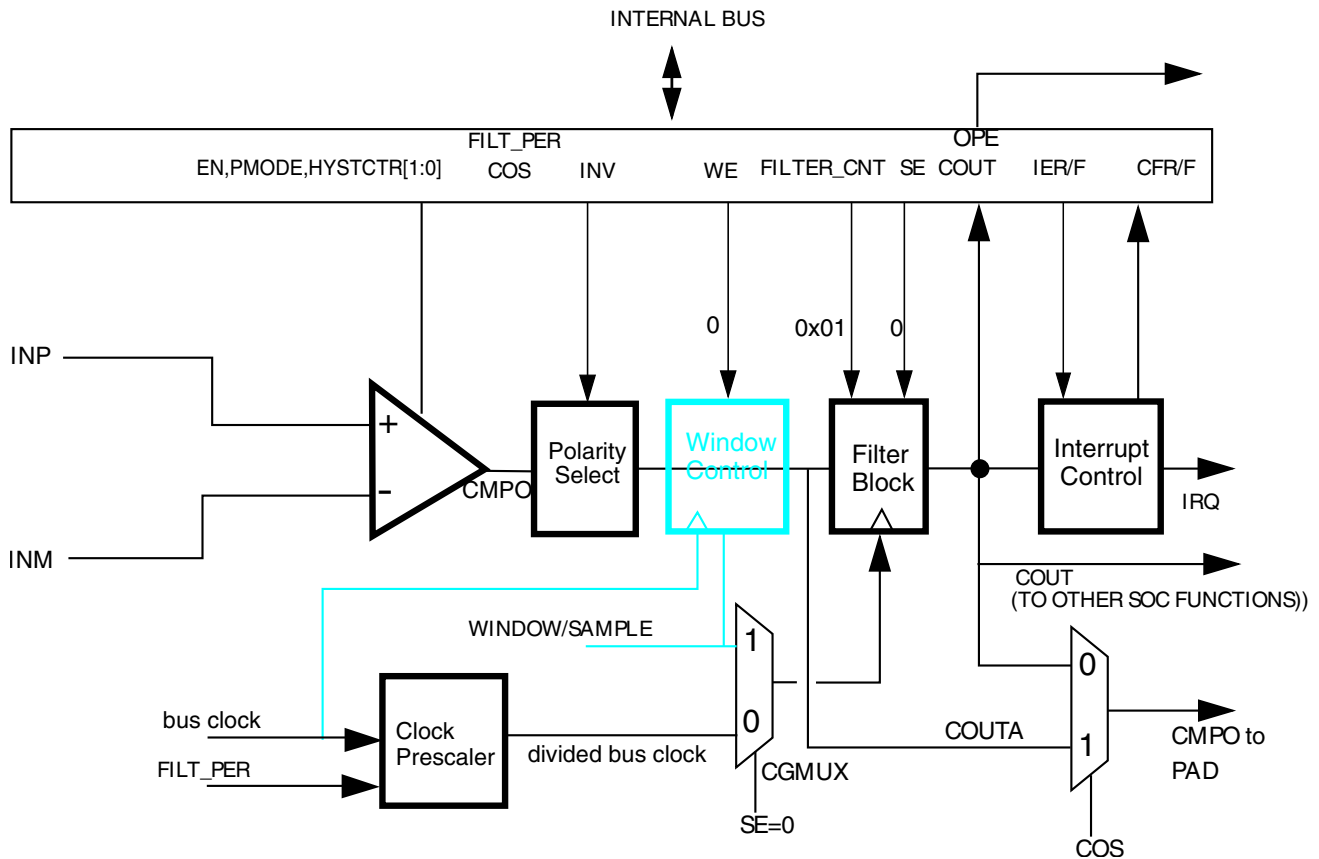 INTERNAL BUS
OPE
FILT_PER
EN,PMODE,HYSTCTR[1:0]
COS
INV
WE
FILTER_CNT
SE
COUT
IER/F
CFR/F
0
0x01
0
INP
+
-
INM
CMPO
Polarity
Select
Window
Control
Filter
Block
Interrupt
Control
IRQ
COUT
(TO OTHER SOC FUNCTIONS))
WINDOW/SAMPLE
1
0
CGMUX
SE=0
bus clock
FILT_PER
Clock
Prescaler
divided bus clock
COUTA
0
1
CMPO to
PAD
COS